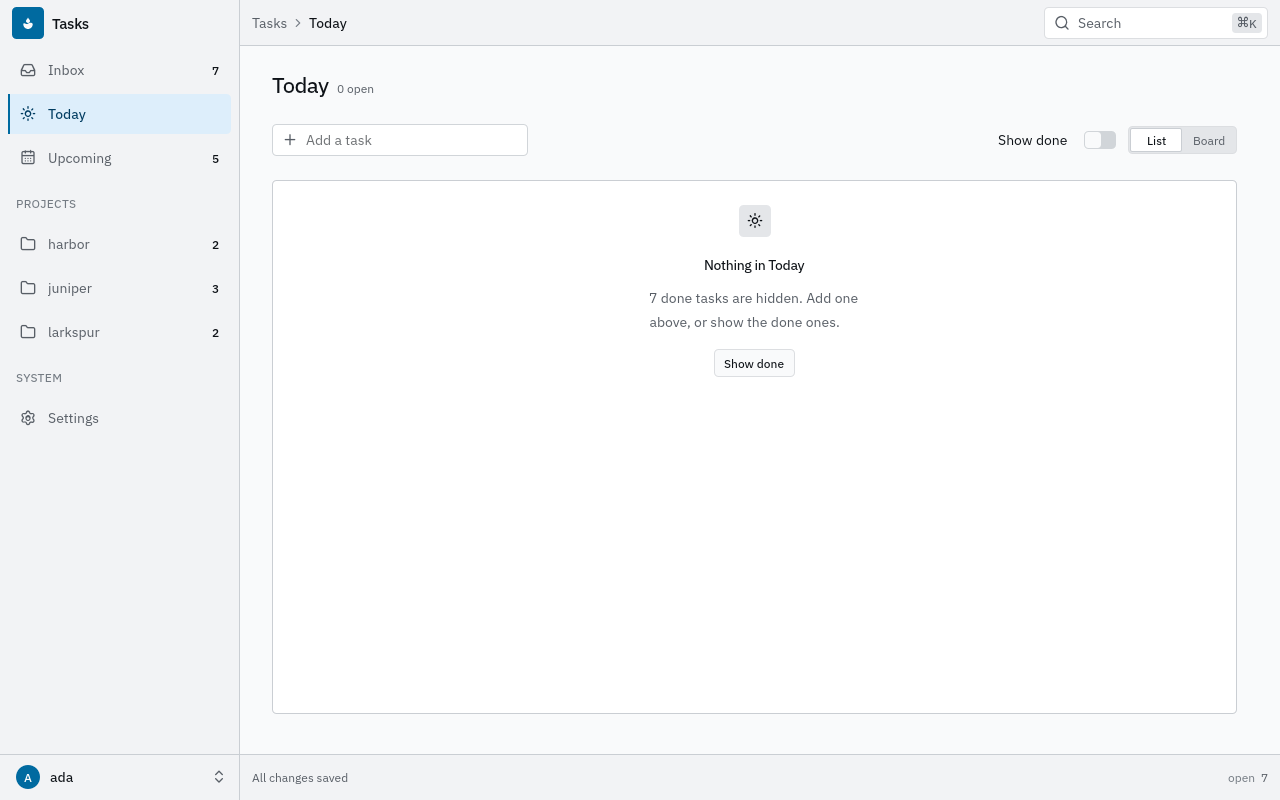 Tasks
Tasks > Today
Search
⌘K
Inbox 7
Today
Upcoming 5
PROJECTS
harbor 2
juniper 3
larkspur 2
SYSTEM
Settings
A ada
Today 0 open
Add a task
Show done
List Board
Nothing in Today
7 done tasks are hidden. Add one
above, or show the done ones.
Show done
All changes saved
open 7